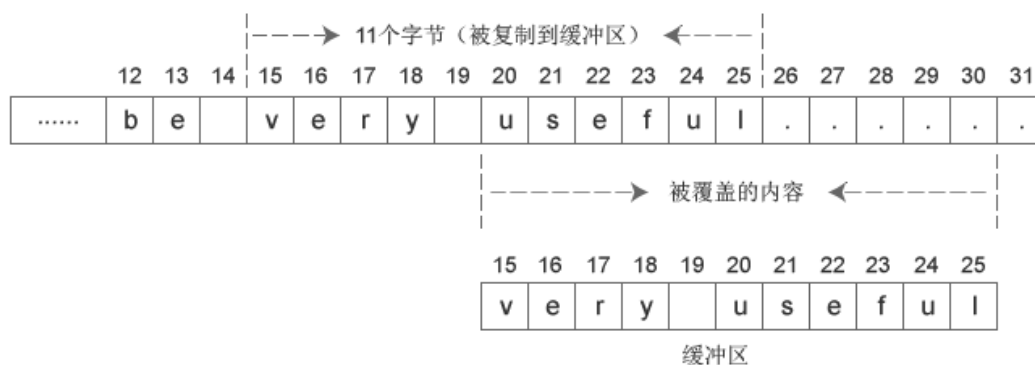 11个字节（被复制到缓冲区）
12 13 14 15 16 17 18 19 20 21 22 23 24 25 26 27 28 29 30 31
...... b e v e r y u s e f u l . . . . . .
被覆盖的内容
15 16 17 18 19 20 21 22 23 24 25
v e r y u s e f u l
缓冲区